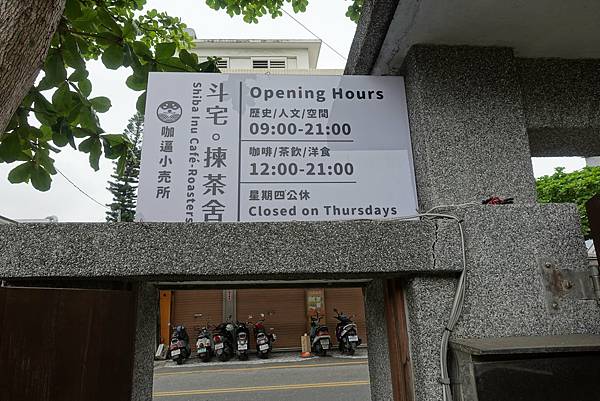 咖逼小売所
斗宅。揀茶舍
Shiba Inu Café·Roasters
Opening Hours
歷史/人文/空間
09:00-21:00
咖啡/茶飲/洋食
12:00-21:00
星期四公休
Closed on Thursdays